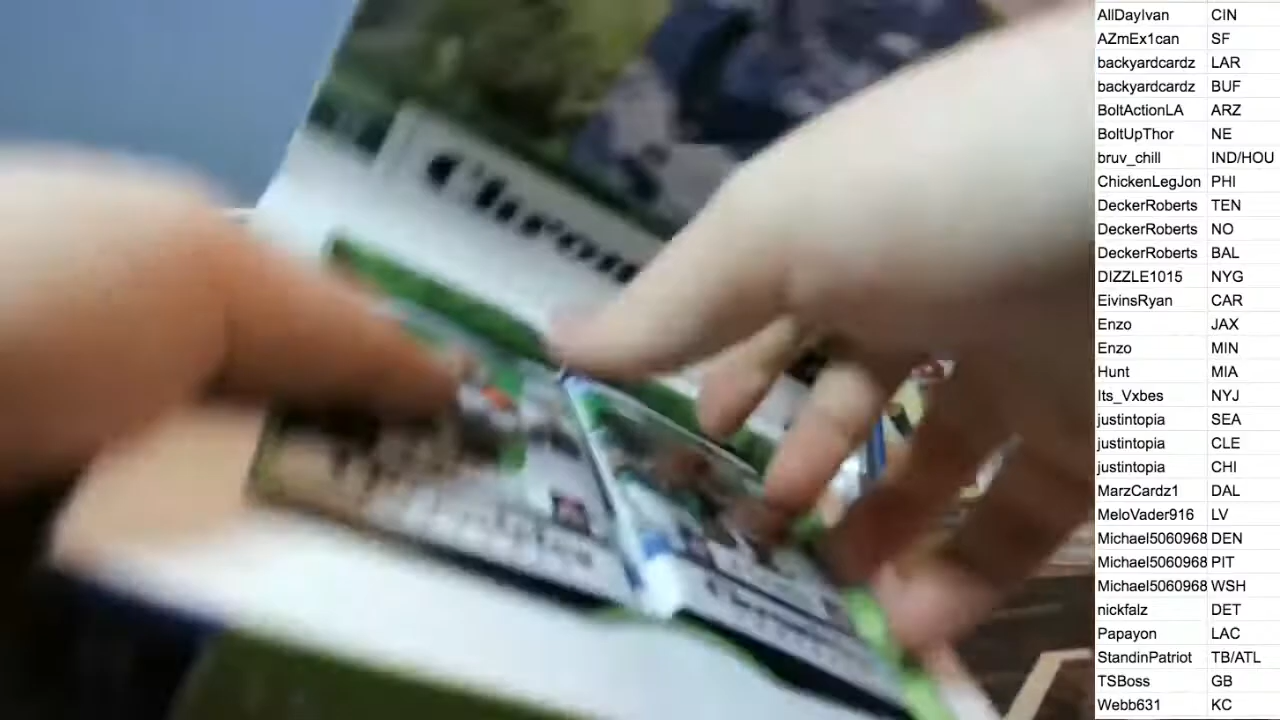 Chron
AllDayIvan CIN
AZmEx1can SF
backyardcardz LAR
backyardcardz BUF
BoltActionLA ARZ
BoltUpThor NE
bruv_chill IND/HOU
ChickenLegJon PHI
DeckerRoberts TEN
DeckerRoberts NO
DeckerRoberts BAL
DIZZLE1015 NYG
EivinsRyan CAR
Enzo JAX
Enzo MIN
Hunt MIA
Its_Vxbes NYJ
justintopia SEA
justintopia CLE
justintopia CHI
MarzCardz1 DAL
MeloVader916 LV
Michael5060968 DEN
Michael5060968 PIT
Michael5060968 WSH
nickfalz DET
Papayon LAC
StandinPatriot TB/ATL
TSBoss GB
Webb631 KC